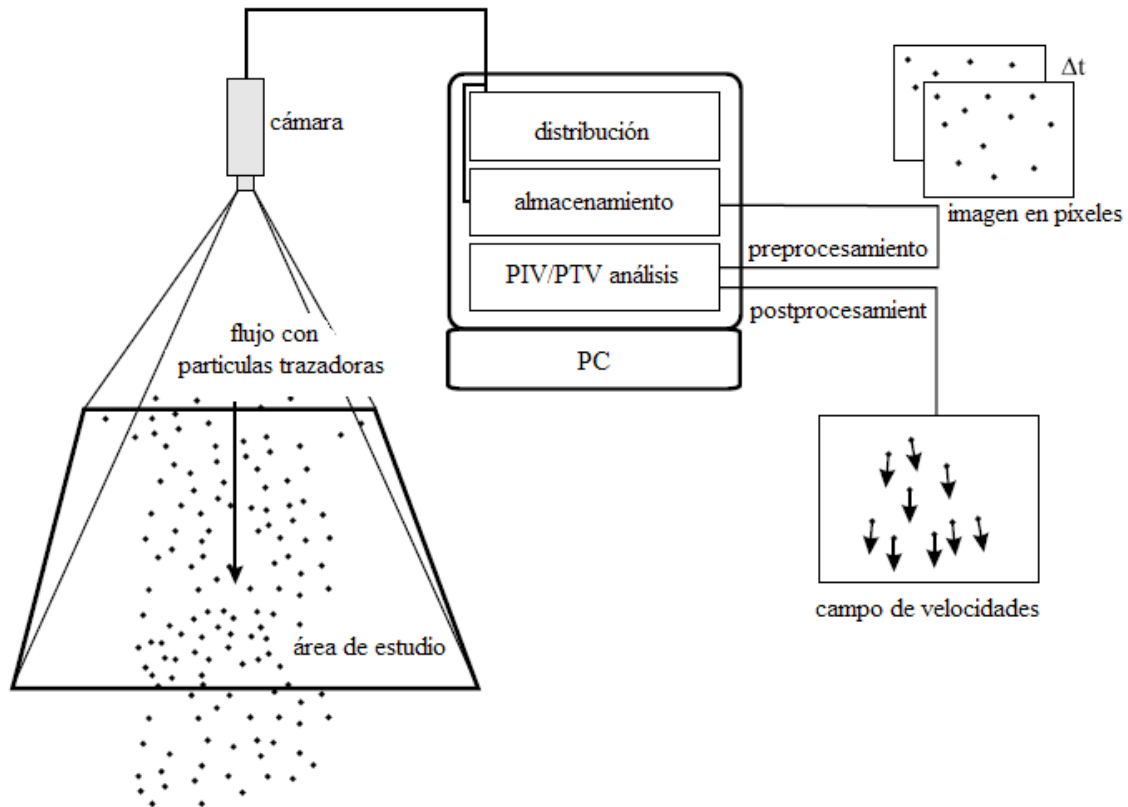 cámara
distribución
almacenamiento
PIV/PTV análisis
PC
Δt
imagen en píxeles
preprocesamiento
postprocesamient
flujo con
particulas trazadoras
área de estudio
campo de velocidades